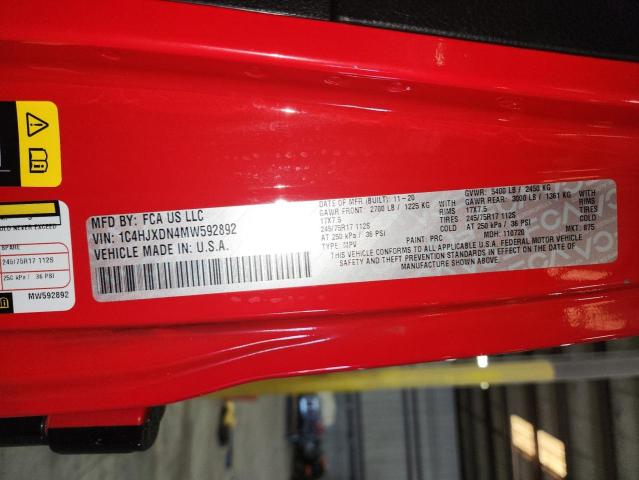 MFD BY: FCA US LLC
VIN: 1C4HJXDN4MW592892
VEHICLE MADE IN: U.S.A.
DATE OF MFR (BUILT): 11-20
GAWR FRONT: 2700 LB / 1225 KG
17X7.5 RIMS
245/75R17 112S TIRES
AT 250 kPa / 36 PSI COLD
GVWR: 5400 LB / 2450 KG
GAWR REAR: 3000 LB / 1361 KG
17X7.5 RIMS
245/75R17 112S TIRES
AT 250 kPa / 36 PSI COLD
TYPE: MPV
PAINT: PRC
MDH: 110720
MKT: 875
THIS VEHICLE CONFORMS TO ALL APPLICABLE U.S.A. FEDERAL MOTOR VEHICLE
SAFETY AND THEFT PREVENTION STANDARDS IN EFFECT ON THE DATE OF
MANUFACTURE SHOWN ABOVE.
NEVER EXCEED
SPARE
245/75R17 112S
250 kPa / 36 PSI
MW592892